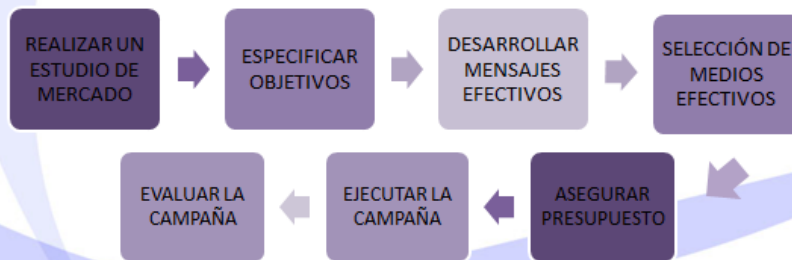 REALIZAR UN
ESTUDIO DE
MERCADO
ESPECIFICAR
OBJETIVOS
DESARROLLAR
MENSAJES
EFECTIVOS
SELECCIÓN DE
MEDIOS
EFECTIVOS
ASEGURAR
PRESUPUESTO
EJECUTAR LA
CAMPAÑA
EVALUAR LA
CAMPAÑA